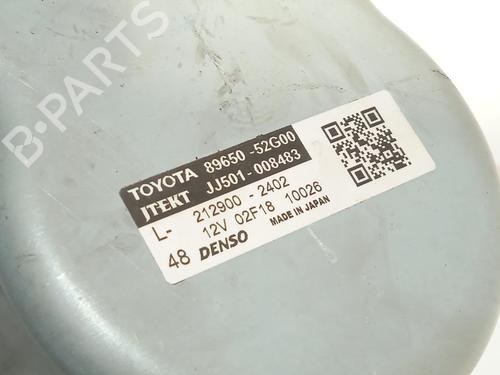 B-PARTS
TOYOTA 89650-52G00
JTEKT JJ501-008483
L- 212900-2402
12V 02F18 10026
48 DENSO MADE IN JAPAN